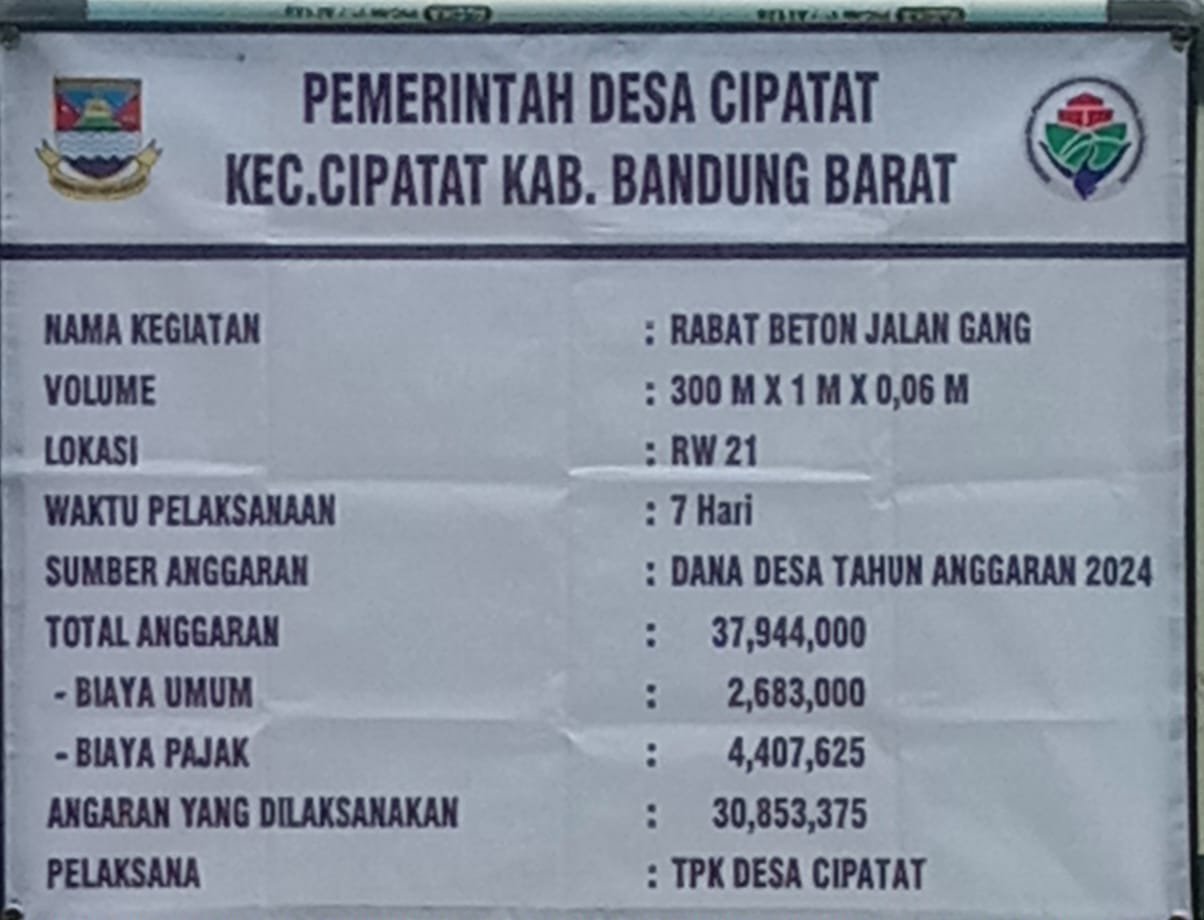 PEMERINTAH DESA CIPATAT
KEC.CIPATAT KAB. BANDUNG BARAT
NAMA KEGIATAN : RABAT BETON JALAN GANG
VOLUME : 300 M X 1 M X 0,06 M
LOKASI : RW 21
WAKTU PELAKSANAAN : 7 Hari
SUMBER ANGGARAN : DANA DESA TAHUN ANGGARAN 2024
TOTAL ANGGARAN : 37,944,000
- BIAYA UMUM : 2,683,000
- BIAYA PAJAK : 4,407,625
ANGARAN YANG DILAKSANAKAN : 30,853,375
PELAKSANA : TPK DESA CIPATAT